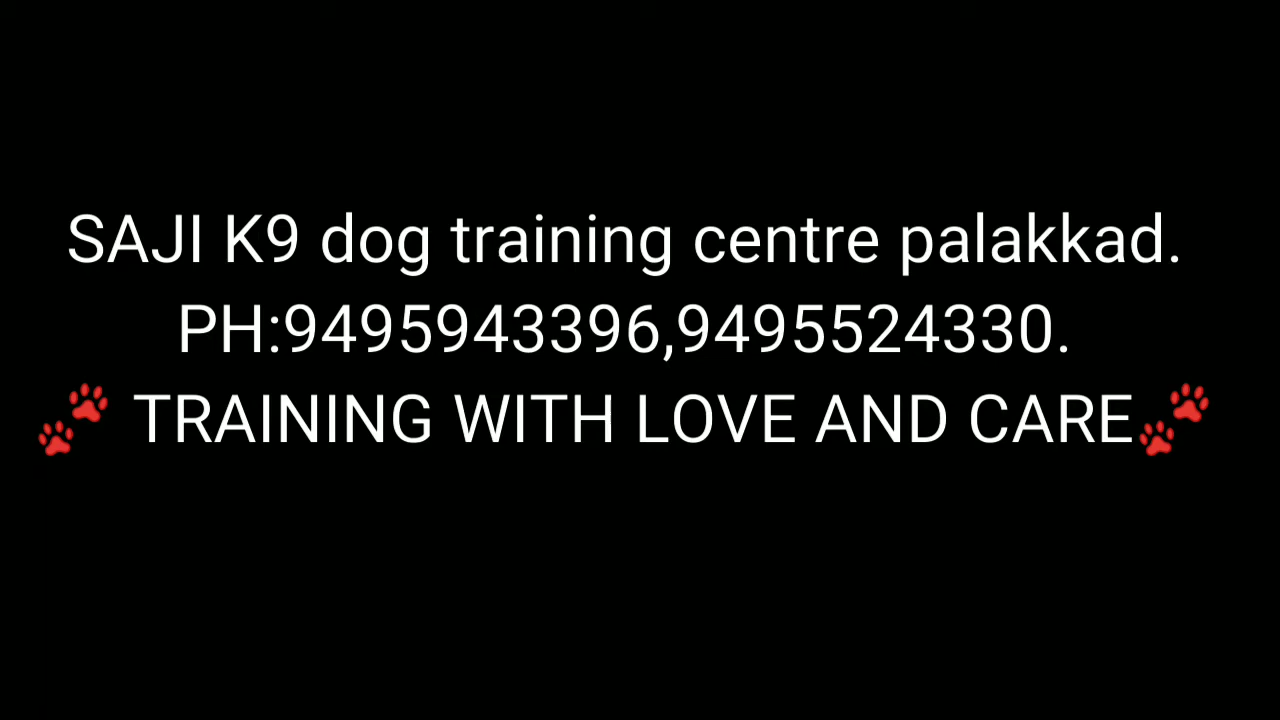 SAJI K9 dog training centre palakkad.
PH:9495943396,9495524330.
🐾 TRAINING WITH LOVE AND CARE🐾